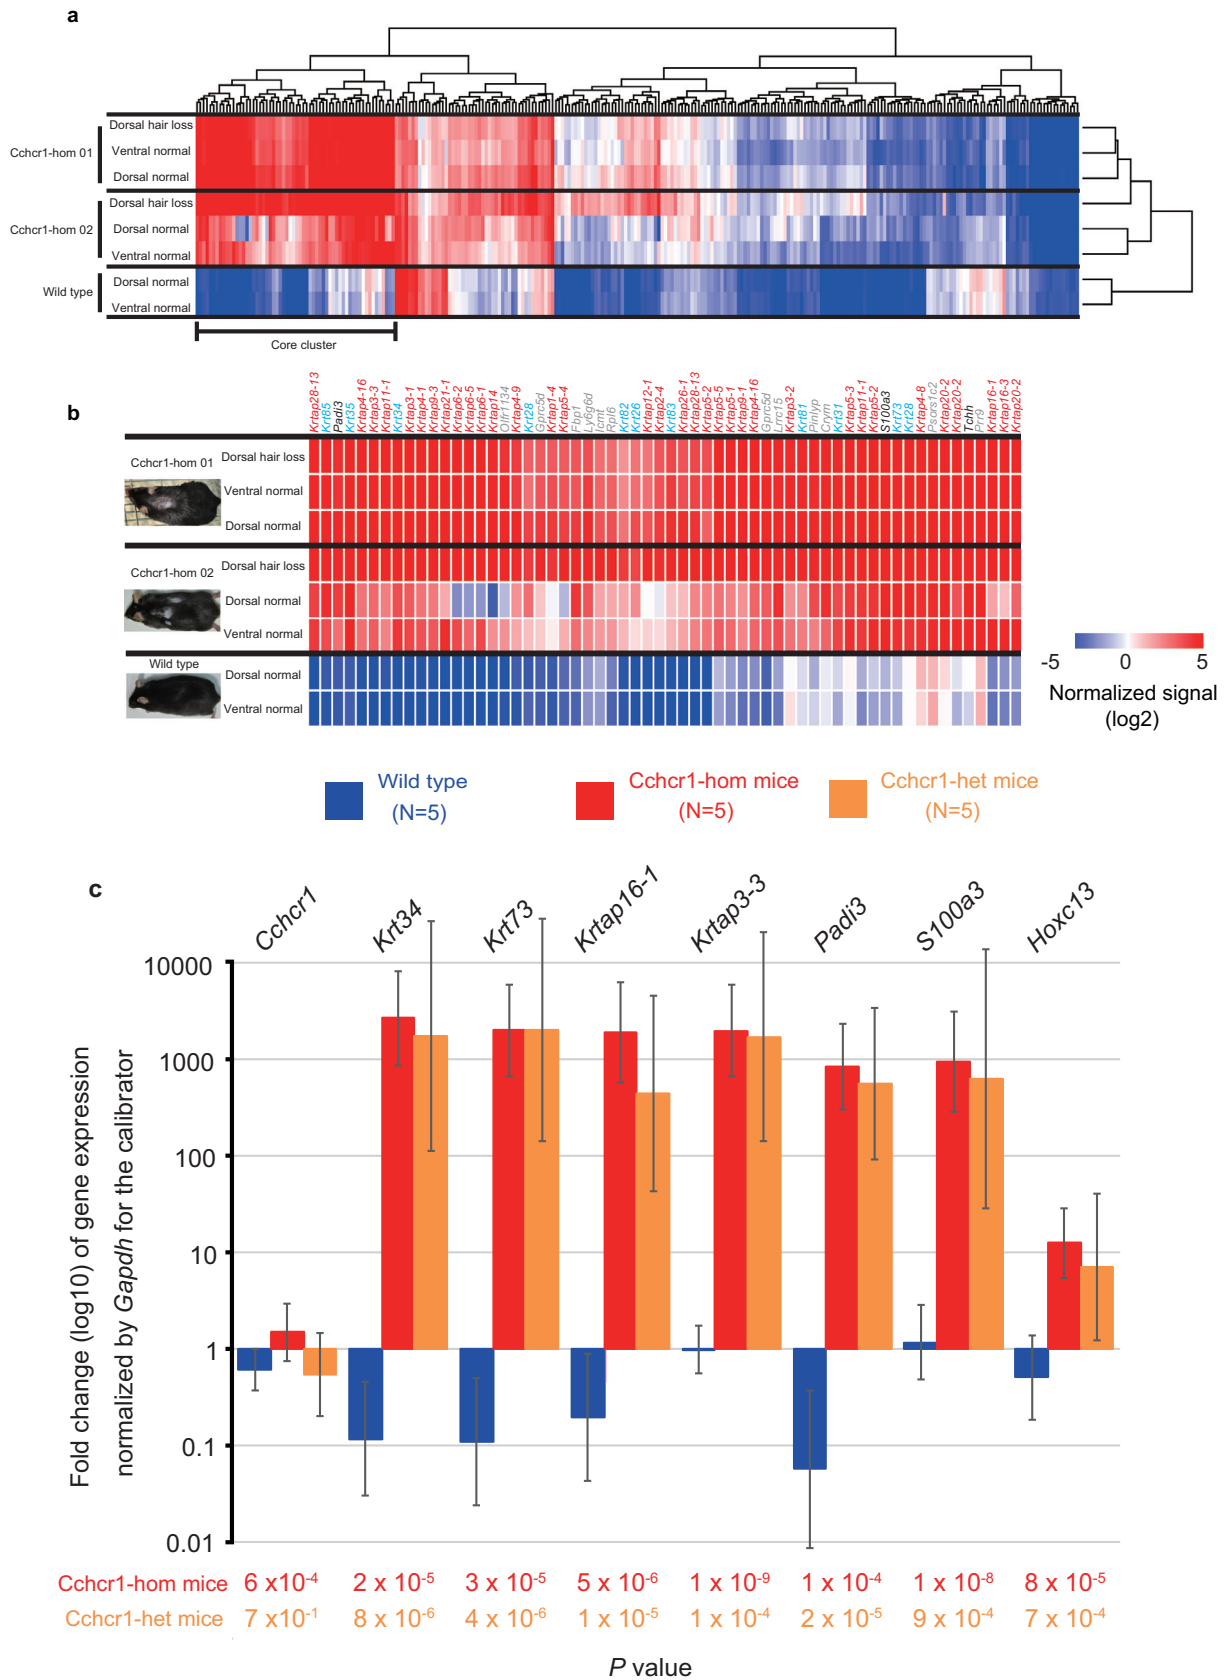 a
Cchcr1-hom 01
Dorsal hair loss
Ventral normal
Dorsal normal
Cchcr1-hom 02
Dorsal hair loss
Dorsal normal
Ventral normal
Wild type
Dorsal normal
Ventral normal
Core cluster
b
Krtap28-13
Krt85
Padi3
Krt35
Krtap4-16
Krtap3-3
Krtap11-1
Krt34
Krtap3-1
Krtap4-1
Krtap9-3
Krtap21-1
Krtap6-2
Krtap6-5
Krtap6-1
Krtap14
Olfr1134
Krtap4-9
Krt28
Gprc5d
Krtap1-4
Krtap5-4
Fbp1
Ly6g6d
Icmt
Rpl6
Krt82
Krt26
Krtap12-1
Krtap2-4
Krt83
Krtap26-1
Krtap28-13
Krtap5-2
Krtap5-5
Krtap5-1
Krtap9-1
Krtap4-16
Gprc5d
Lrrc15
Krtap3-2
Krt81
Pinlyp
Crym
Krt31
Krtap5-3
Krtap11-1
Krtap5-2
S100a3
Krt73
Krt28
Krtap4-8
Psors1c2
Krtap20-2
Krtap20-2
Tchh
Prr9
Krtap16-1
Krtap16-3
Krtap20-2
Cchcr1-hom 01
Dorsal hair loss
Ventral normal
Dorsal normal
Cchcr1-hom 02
Dorsal hair loss
Dorsal normal
Ventral normal
Wild type
Dorsal normal
Ventral normal
-5 0 5
Normalized signal
(log2)
Wild type
(N=5)
Cchcr1-hom mice
(N=5)
Cchcr1-het mice
(N=5)
c
Cchcr1 Krt34 Krt73 Krtap16-1 Krtap3-3 Padi3 S100a3 Hoxc13
Fold change (log10) of gene expression
normalized by Gapdh for the calibrator
10000
1000
100
10
1
0.1
0.01
Cchcr1-hom mice 6 x10-4 2 x 10-5 3 x 10-5 5 x 10-6 1 x 10-9 1 x 10-4 1 x 10-8 8 x 10-5
Cchcr1-het mice 7 x10-1 8 x 10-6 4 x 10-6 1 x 10-5 1 x 10-4 2 x 10-5 9 x 10-4 7 x 10-4
P value